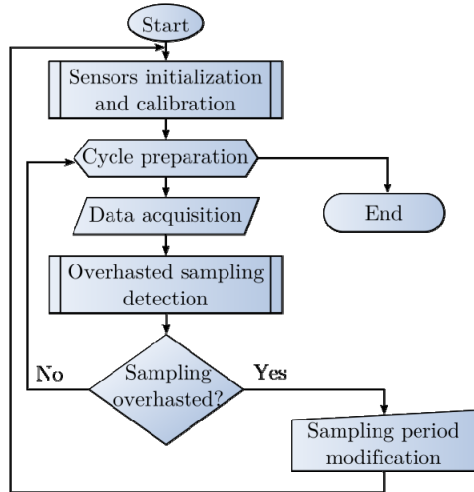 Start
Sensors initialization
and calibration
Cycle preparation
Data acquisition
End
Overhasted sampling
detection
Sampling
overhasted?
No
Yes
Sampling period
modification